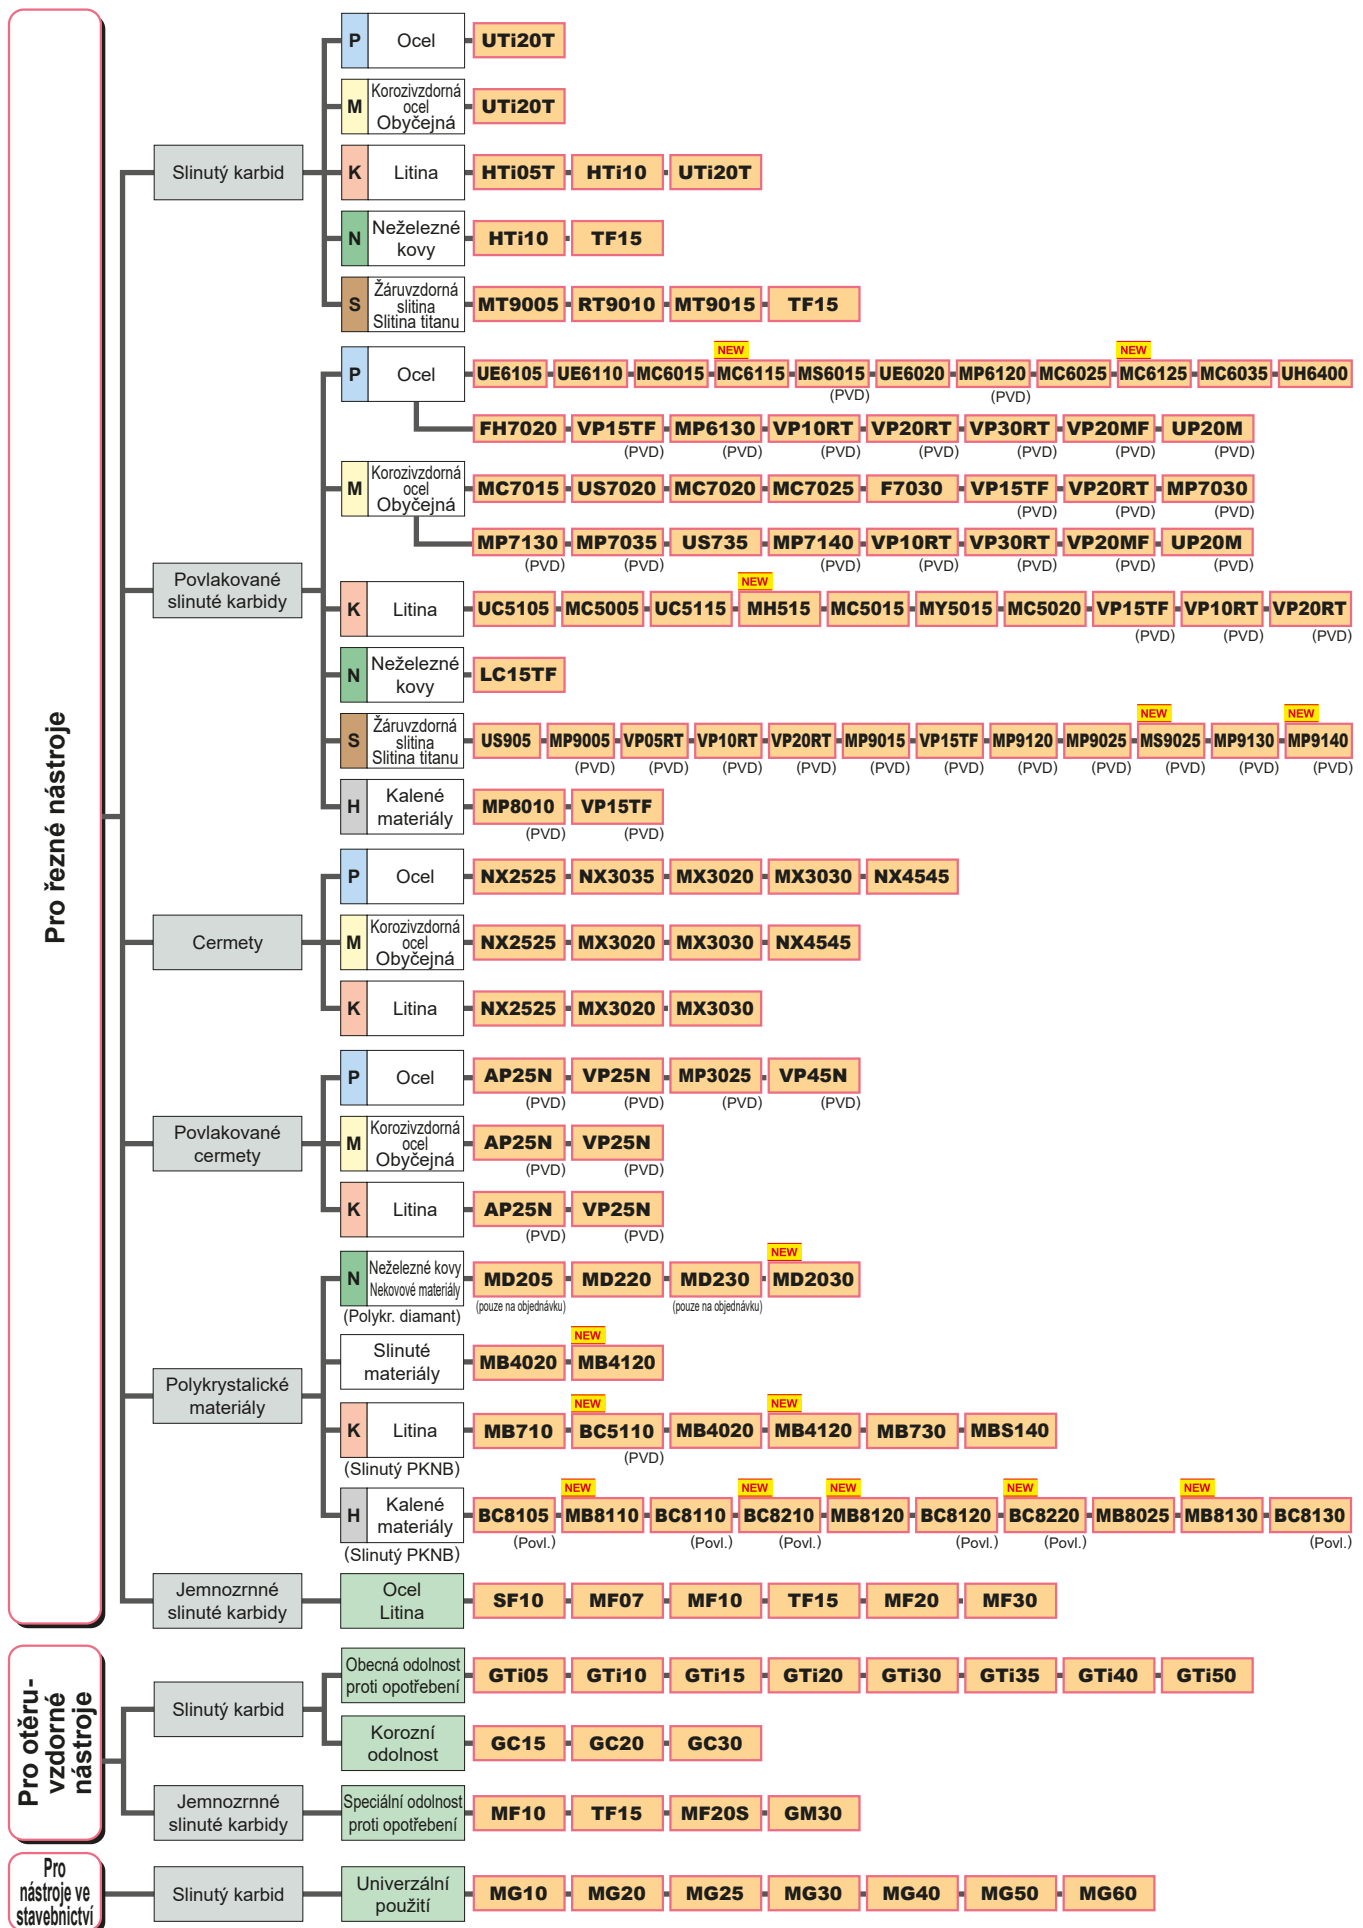 Pro řezné nástroje
Slinutý karbid
P
Ocel
UTi20T
M
Korozivzdorná
ocel
Obyčejná
UTi20T
K
Litina
HTi05T HTi10 UTi20T
N
Neželezné
kovy
HTi10 TF15
S
Žáruvzdorná
slitina
Slitina titanu
MT9005 RT9010 MT9015 TF15
Povlakované
slinuté karbidy
P
Ocel
NEW NEW
UE6105 UE6110 MC6015 MC6115 MS6015 UE6020 MP6120 MC6025 MC6125 MC6035 UH6400
(PVD) (PVD)
FH7020 VP15TF MP6130 VP10RT VP20RT VP30RT VP20MF UP20M
(PVD) (PVD) (PVD) (PVD) (PVD) (PVD) (PVD)
M
Korozivzdorná
ocel
Obyčejná
MC7015 US7020 MC7020 MC7025 F7030 VP15TF VP20RT MP7030
(PVD) (PVD) (PVD)
MP7130 MP7035 US735 MP7140 VP10RT VP30RT VP20MF UP20M
(PVD) (PVD) (PVD) (PVD) (PVD) (PVD) (PVD)
K
Litina
NEW
UC5105 MC5005 UC5115 MH515 MC5015 MY5015 MC5020 VP15TF VP10RT VP20RT
(PVD) (PVD) (PVD)
N
Neželezné
kovy
LC15TF
S
Žáruvzdorná
slitina
Slitina titanu
NEW NEW
US905 MP9005 VP05RT VP10RT VP20RT MP9015 VP15TF MP9120 MP9025 MS9025 MP9130 MP9140
(PVD) (PVD) (PVD) (PVD) (PVD) (PVD) (PVD) (PVD) (PVD) (PVD) (PVD)
H
Kalené
materiály
MP8010 VP15TF
(PVD) (PVD)
Cermety
P
Ocel
NX2525 NX3035 MX3020 MX3030 NX4545
M
Korozivzdorná
ocel
Obyčejná
NX2525 MX3020 MX3030 NX4545
K
Litina
NX2525 MX3020 MX3030
Povlakované
cermety
P
Ocel
AP25N VP25N MP3025 VP45N
(PVD) (PVD) (PVD) (PVD)
M
Korozivzdorná
ocel
Obyčejná
AP25N VP25N
(PVD) (PVD)
K
Litina
AP25N VP25N
(PVD) (PVD)
Polykrystalické
materiály
N
Neželezné kovy
Nekovové materiály
(Polykr. diamant)
NEW
MD205 MD220 MD230 MD2030
(pouze na objednávku) (pouze na objednávku)
Slinuté
materiály
NEW
MB4020 MB4120
K
Litina
(Slinutý PKNB)
NEW NEW
MB710 BC5110 MB4020 MB4120 MB730 MBS140
(PVD)
H
Kalené
materiály
(Slinutý PKNB)
NEW NEW NEW NEW NEW
BC8105 MB8110 BC8110 BC8210 MB8120 BC8120 BC8220 MB8025 MB8130 BC8130
(Povl.) (Povl.) (Povl.) (Povl.) (Povl.) (Povl.)
Jemnozrnné
slinuté karbidy
Ocel
Litina
SF10 MF07 MF10 TF15 MF20 MF30
Pro otěru-
vzdorné
nástroje
Slinutý karbid
Obecná odolnost
proti opotřebení
GTi05 GTi10 GTi15 GTi20 GTi30 GTi35 GTi40 GTi50
Korozní
odolnost
GC15 GC20 GC30
Jemnozrnné
slinuté karbidy
Speciální odolnost
proti opotřebení
MF10 TF15 MF20S GM30
Pro
nástroje ve
stavebnictví
Slinutý karbid
Univerzální
použití
MG10 MG20 MG25 MG30 MG40 MG50 MG60